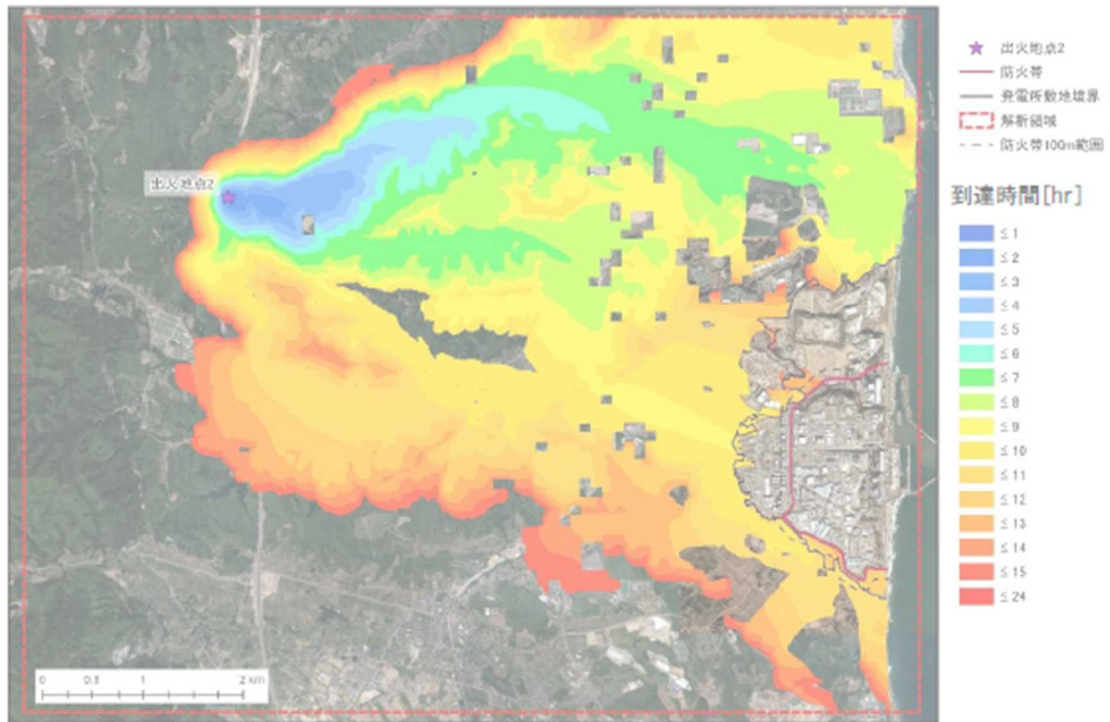 出火地点2
防火帯
発電所敷地境界
解析領域
防火帯100m範囲
出火地点2
到達時間[hr]
≤1
≤2
≤3
≤4
≤5
≤6
≤7
≤8
≤9
≤10
≤11
≤12
≤13
≤14
≤15
≤24
0 0.5 1 2 km